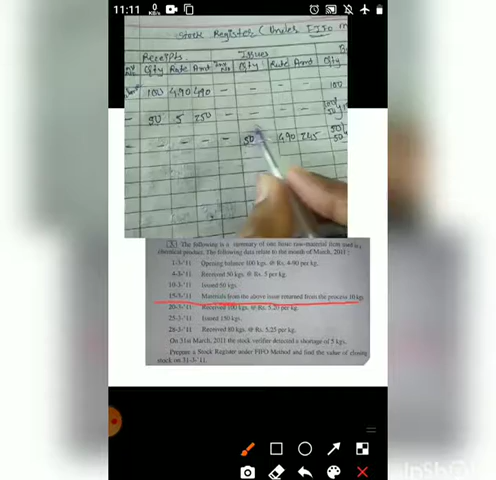 11:11
Stock Register (Under FIFO m
Receipts Issues
Qty Rate Amt Qty Rate Amt Qty
100 4.90 490 - - - - 100
- 50 5 250 - - - -
- - - - - 50 4.90 245
The following is a summary of one issue raw-material item used in a
chemical product. The following data relate to the month of March, 2011 :
1-3-'11 Opening balance 100 kgs. @ Rs. 4-90 per kg.
4-3-'11 Received 50 kgs. @ Rs. 5 per kg.
10-3-'11 Issued 50 kgs.
15-3-'11 Materials from the above issue returned from the process 10 kg.
20-3-'11 Received 100 kgs. @ Rs. 5.20 per kg.
25-3-'11 Issued 150 kgs.
28-3-'11 Received 80 kgs. @ Rs. 5.25 per kg.
On 31st March, 2011 the stock verifier detected a shortage of 5 kgs.
Prepare a Stock Register under FIFO Method and find the value of closing
stock on 31-3-'11.